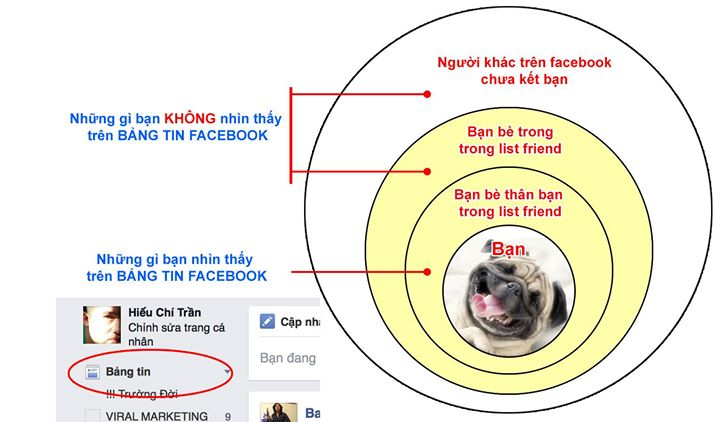 Người khác trên facebook
chưa kết bạn
Những gì bạn KHÔNG nhìn thấy
trên BẢNG TIN FACEBOOK
Bạn bè trong
trong list friend
Bạn bè thân bạn
trong list friend
Những gì bạn nhìn thấy
trên BẢNG TIN FACEBOOK
Bạn
Hiếu Chí Trần
Chỉnh sửa trang cá
nhân
Cập nhậ
Bảng tin
Bạn đang
!!! Trường Đời
VIRAL MARKETING 9
Ba